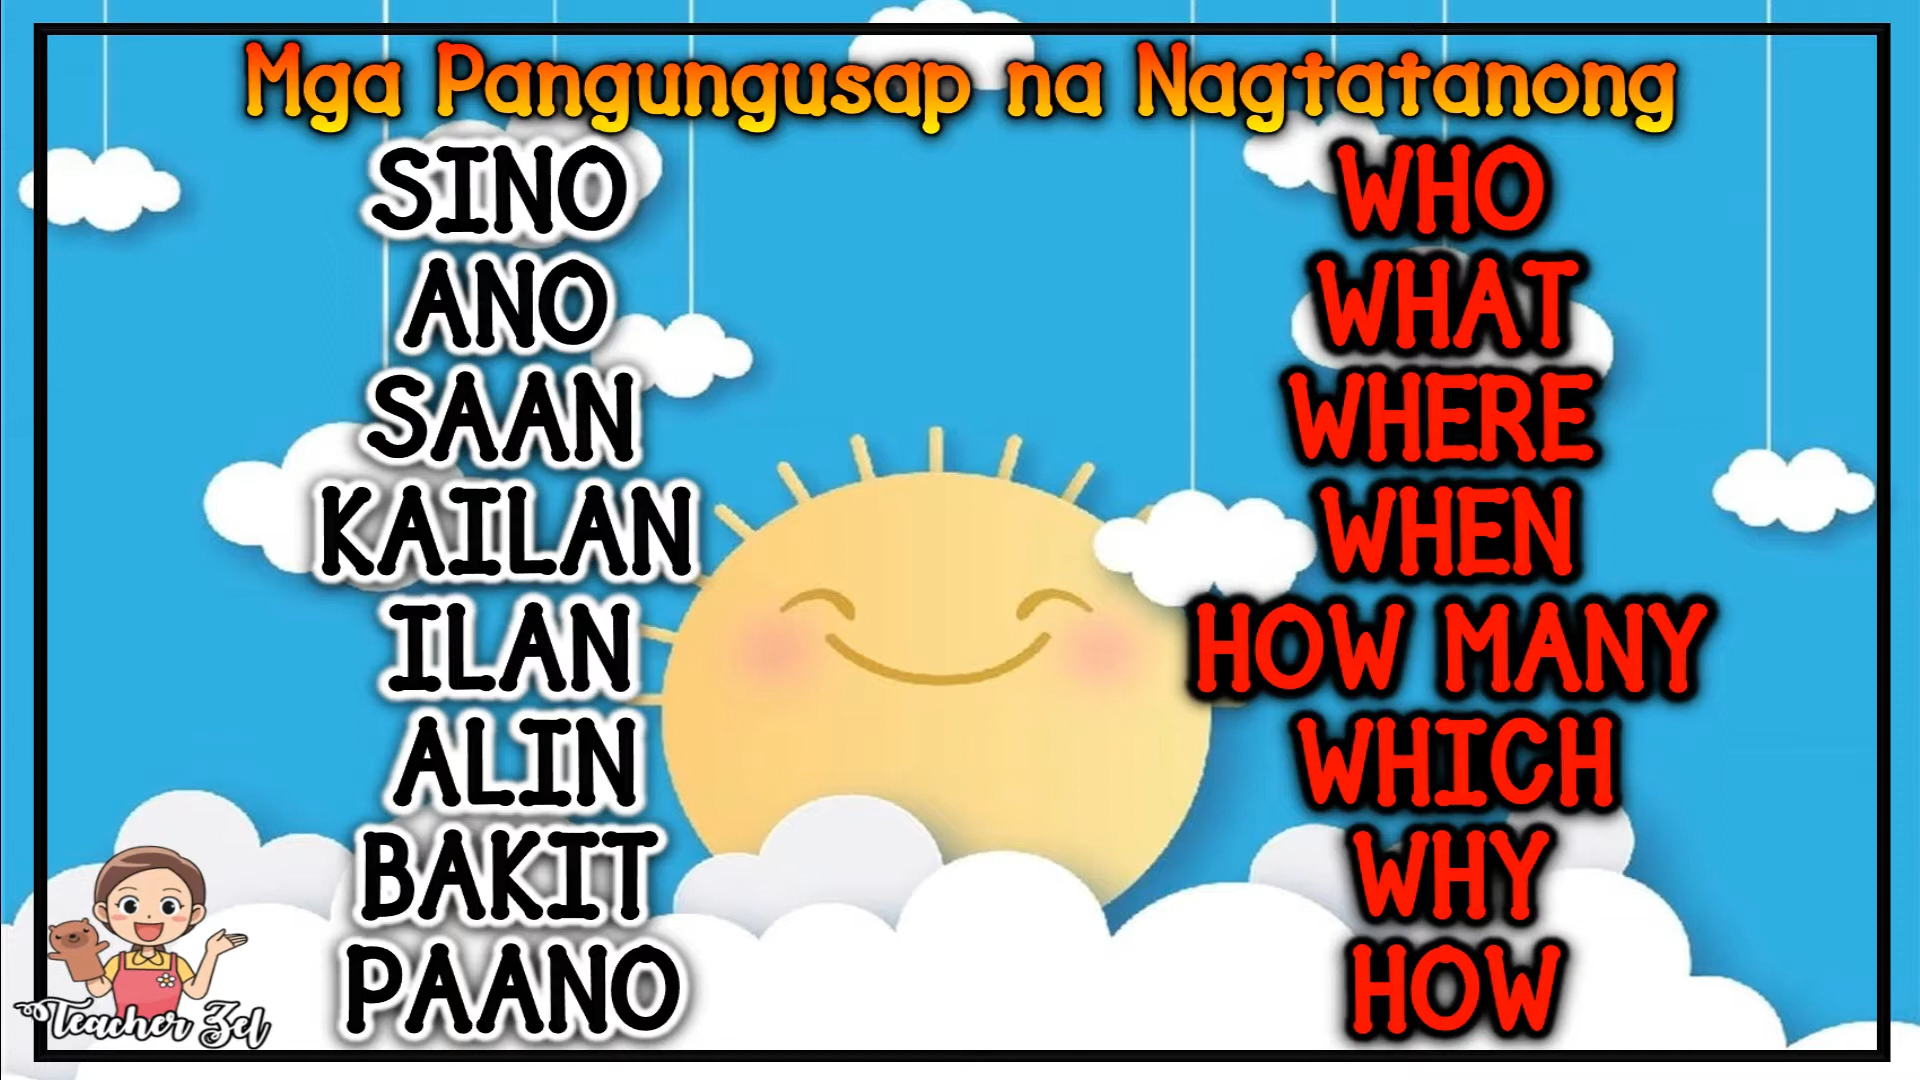 Mga Pangungusap na Nagtatanong
SINO WHO
ANO WHAT
SAAN WHERE
KAILAN WHEN
ILAN HOW MANY
ALIN WHICH
BAKIT WHY
PAANO HOW
Teacher Zel